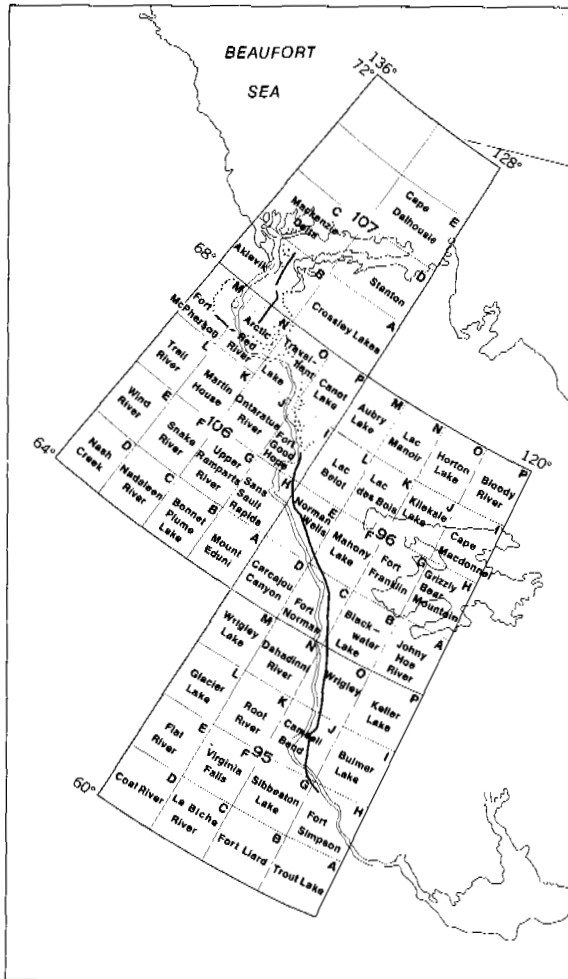 BEAUFORT
SEA
136°
72°
128°
E
Cape
Dalhousie
C
Mackenzie
Delta
107
D
Stanton
B
A
Crossley Lakes
68°
Aklavik
M
Fort
McPherson
N
Arctic
Red
River
O
Travaillant
Lake
P
Canot
Lake
L
Trail
River
K
Martin
House
J
Ontaratue
River
I
Fort
Good
Hope
E
Wind
River
106
F
Snake
River
G
Upper
Ramparts
River
H
Sans
Sault
Rapids
64°
D
Nash
Creek
C
Nadaleen
River
B
Bonnet
Plume
Lake
A
Mount
Eduni
M
Aubry
Lake
N
Lac
Manoir
O
Horton
Lake
P
Bloody
River
120°
L
Lac
Belot
K
Lac
des Bois
J
Kilekale
Lake
I
Cape
Macdonnel
E
Norman
Wells
F
96
Mahony
Lake
G
Fort
Franklin
H
Grizzly
Bear
Mountain
D
Carcajou
Canyon
C
Fort
Norman
B
Black-
water
Lake
A
Johny
Hoe
River
M
Wrigley
Lake
N
Dahadinni
River
O
Wrigley
P
Keller
Lake
L
Glacier
Lake
K
Root
River
J
Camsell
Bend
I
Bulmer
Lake
E
Flat
River
F
95
Virginia
Falls
G
Sibbeston
Lake
H
Fort
Simpson
60°
D
Coal River
C
La Biche
River
B
Fort Liard
A
Trout Lake